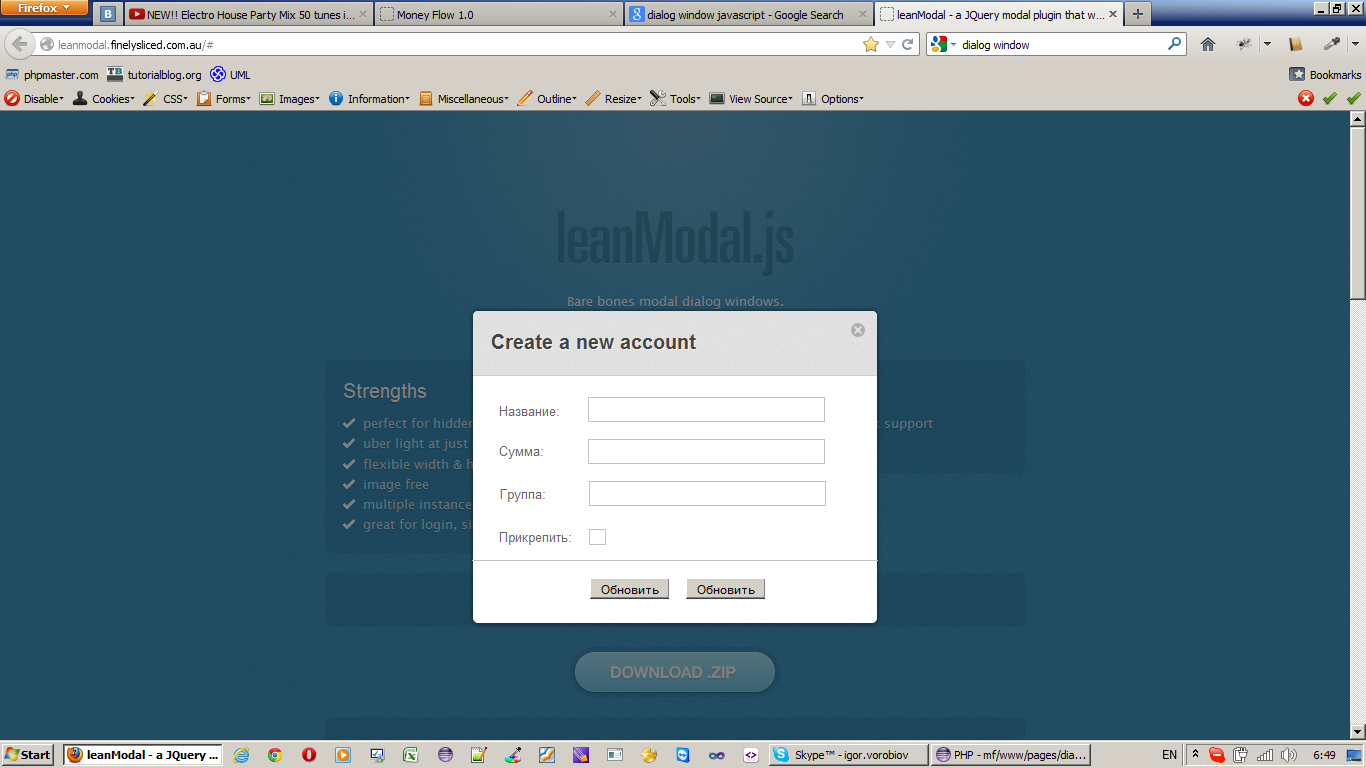 Firefox
B
NEW!! Electro House Party Mix 50 tunes i...
Money Flow 1.0
dialog window javascript - Google Search
leanModal - a JQuery modal plugin that w...
leanmodal.finelysliced.com.au/#
dialog window
phpmaster.com
tutorialblog.org
UML
Bookmarks
Disable
Cookies
CSS
Forms
Images
Information
Miscellaneous
Outline
Resize
Tools
View Source
Options
leanModal.js
Bare bones modal dialog windows.
Create a new account
Strengths
perfect for hidden
uber light at just
flexible width & h
image free
multiple instance
great for login, si
support
Название:
Сумма:
Группа:
Прикрепить:
Обновить
Обновить
DOWNLOAD .ZIP
Start
leanModal - a JQuery ...
Skype™ - igor.vorobiov
PHP - mf/www/pages/dia...
EN
6:49